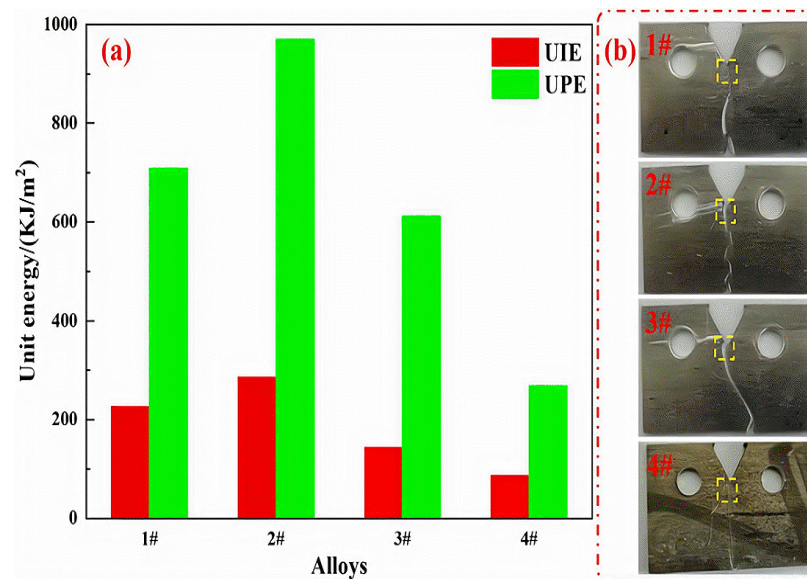 (a)
UIE
UPE
Unit energy/(KJ/m²)
1000
800
600
400
200
0
1#
2#
3#
4#
Alloys
(b)
1#
2#
3#
4#